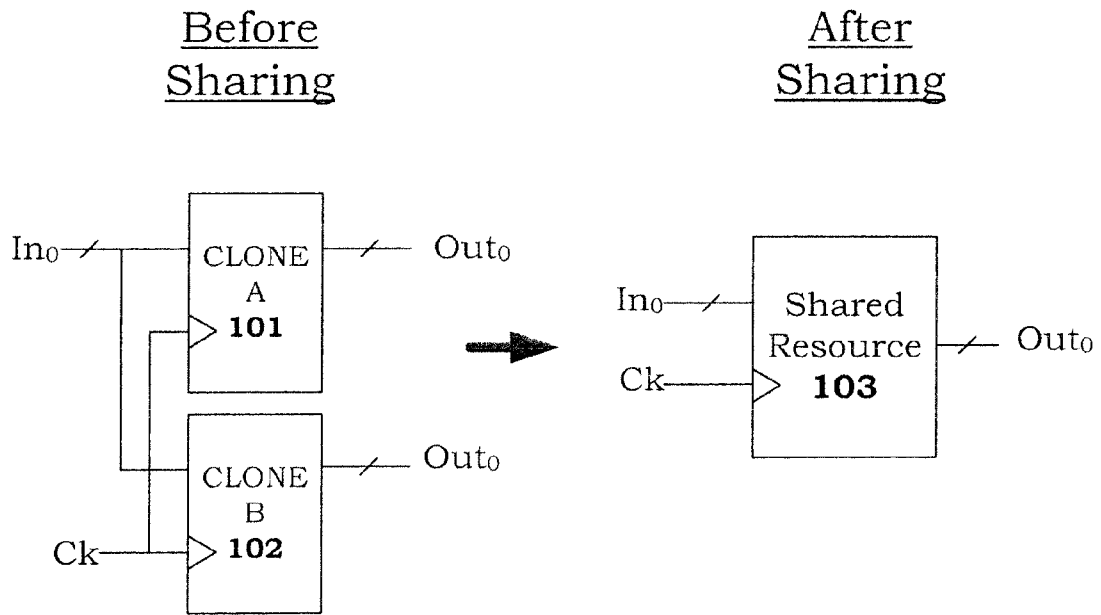 Before
Sharing
After
Sharing
In₀
CLONE
A
101
Out₀
CLONE
B
102
Out₀
Ck
In₀
Ck
Shared
Resource
103
Out₀